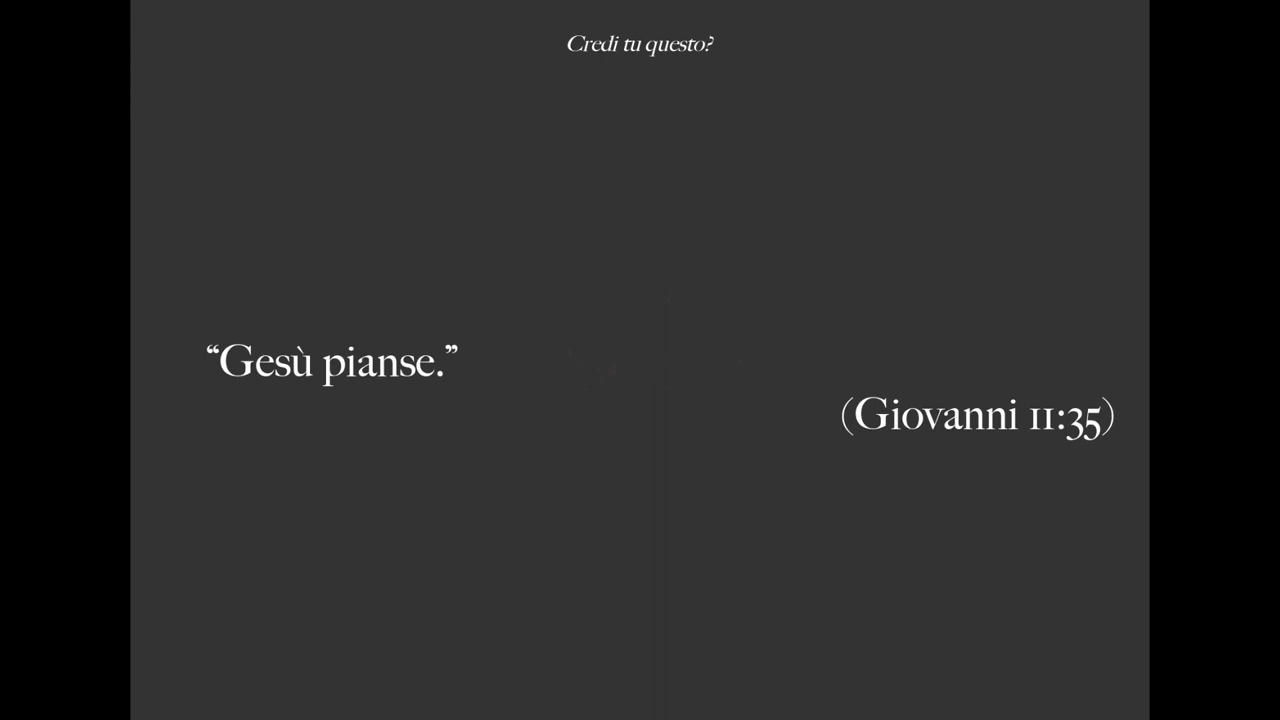 Credi tu questo?
“Gesù pianse.”
(Giovanni 11:35)